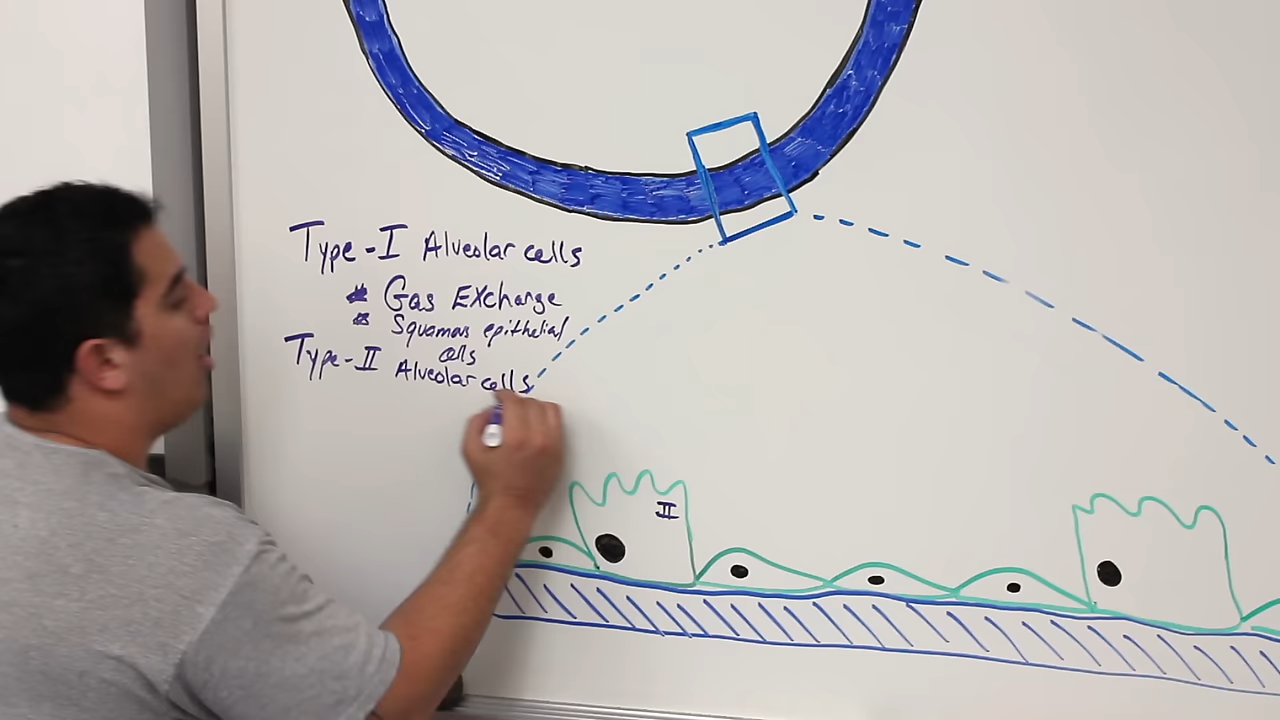 Type-I Alveolar cells
Gas Exchange
Squamous epithelial
cells
Type-II Alveolar cells
II